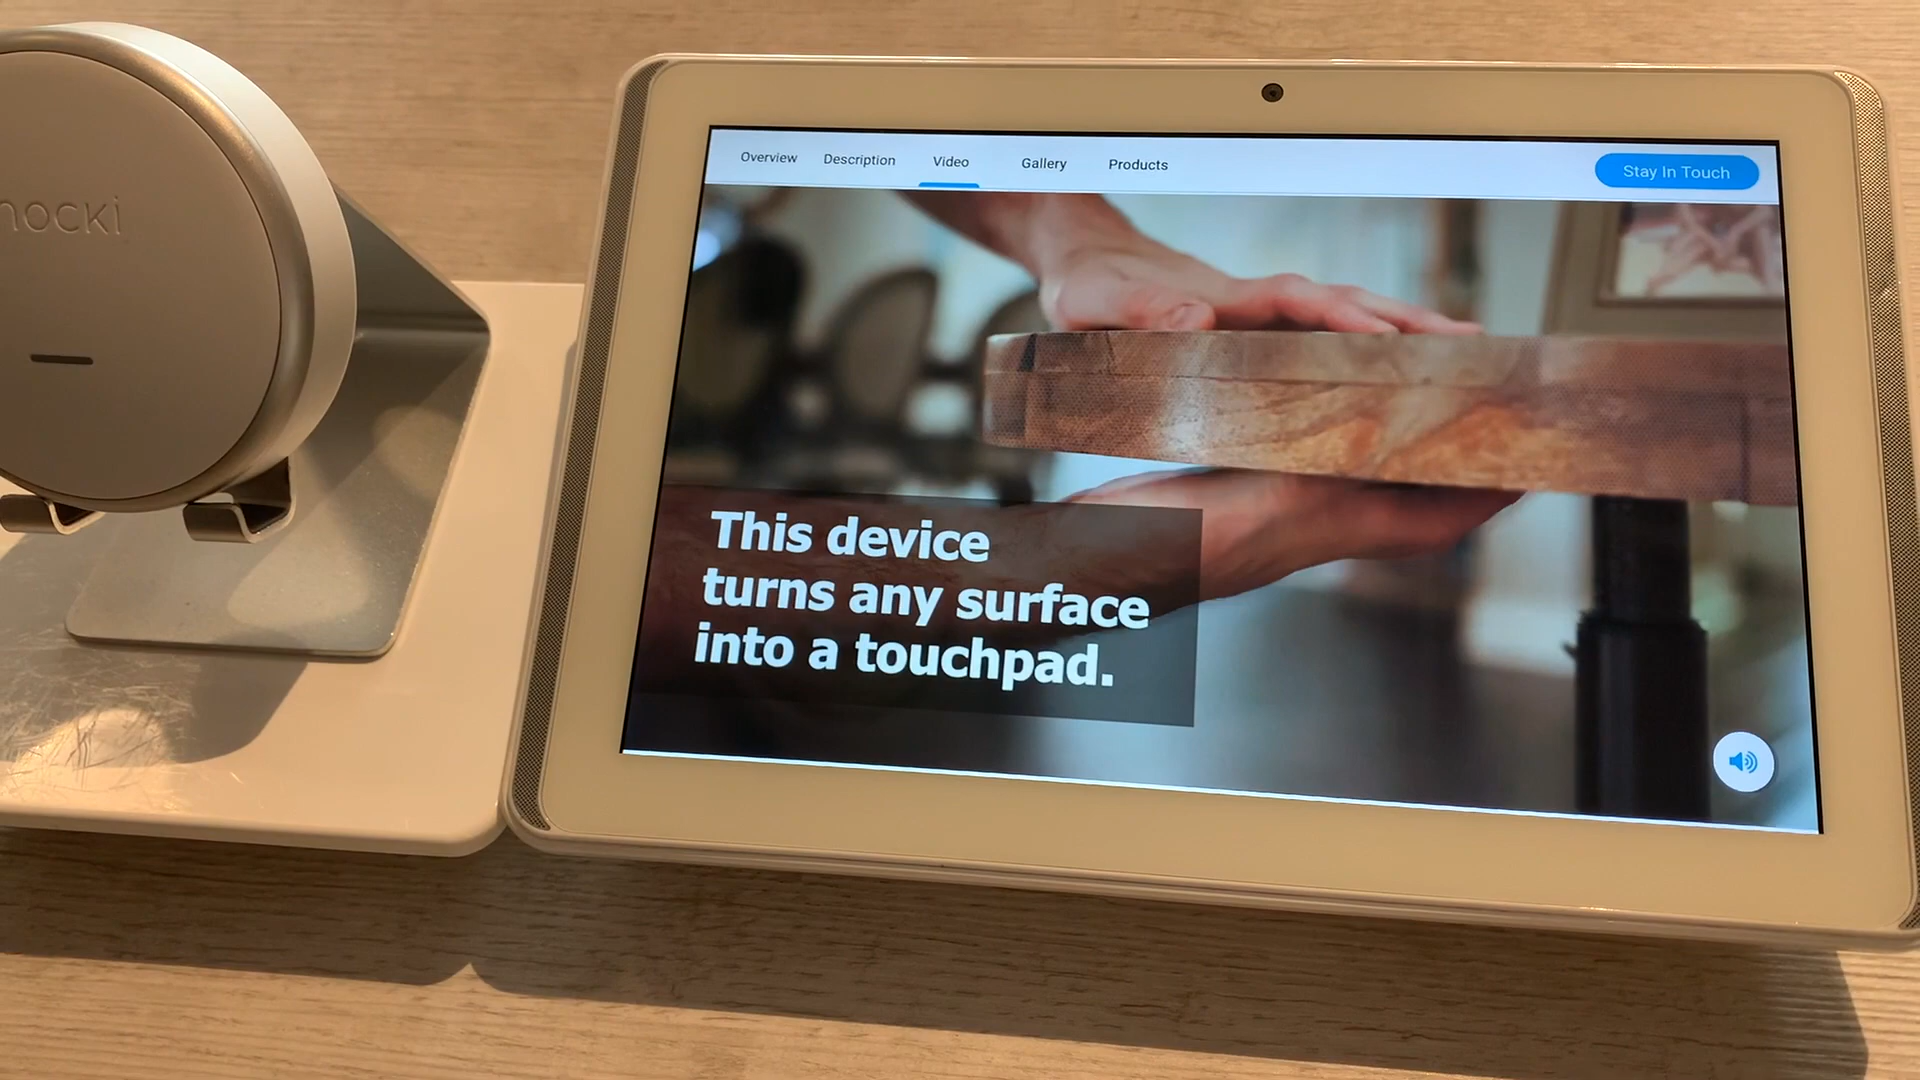 nocki
Overview Description Video Gallery Products Stay In Touch
This device
turns any surface
into a touchpad.